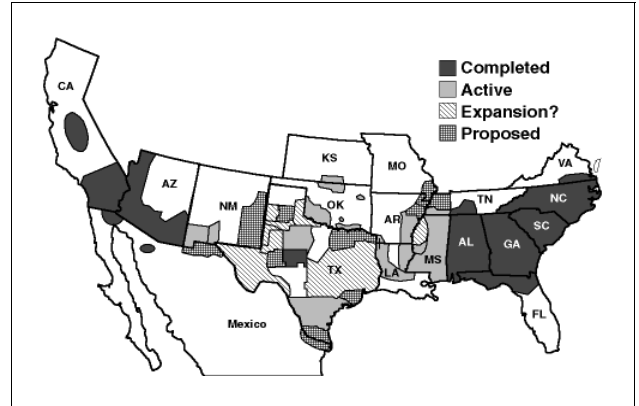 Completed
Active
Expansion?
Proposed
CA
AZ
NM
KS
MO
OK
AR
TN
VA
NC
SC
AL
GA
MS
LA
TX
FL
Mexico